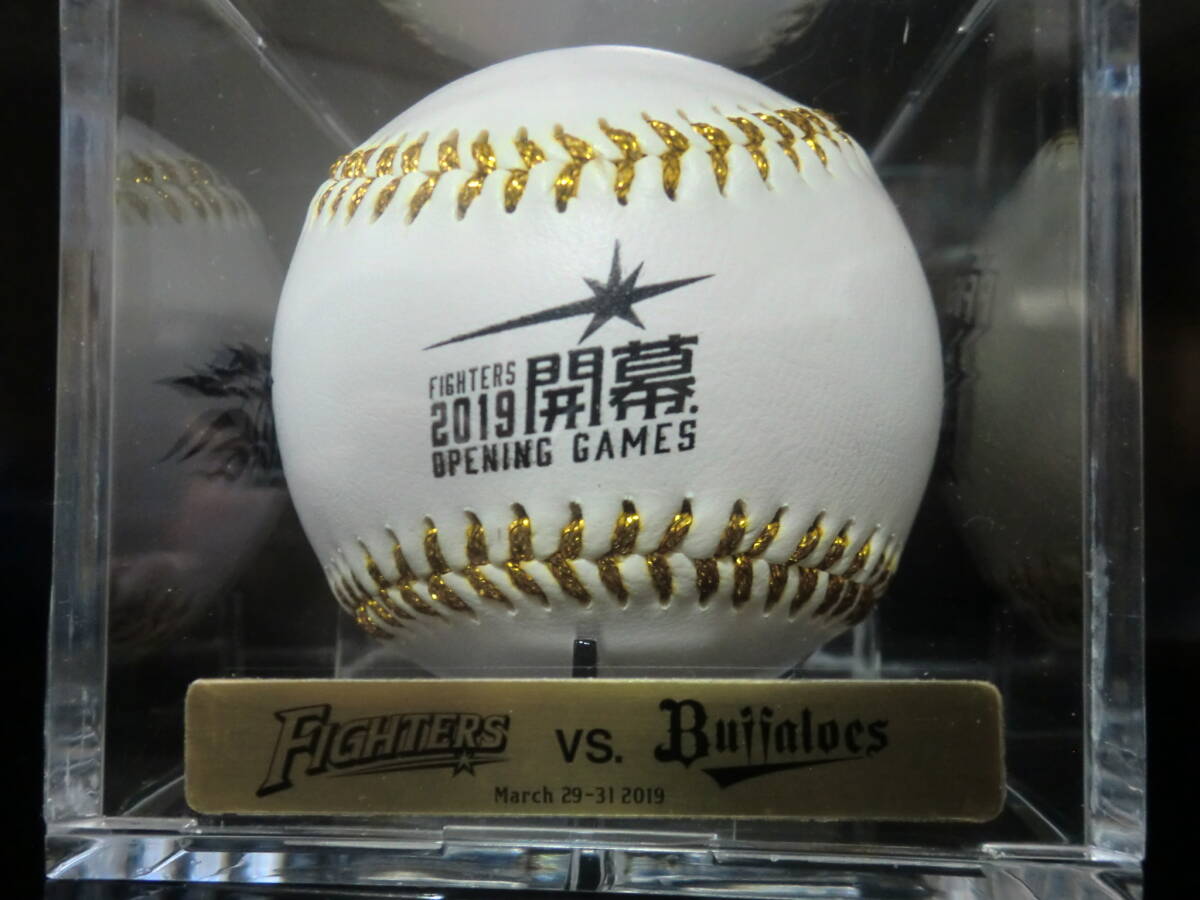 FIGHTERS
2019 開幕
OPENING GAMES
FIGHTERS VS. Buffaloes
March 29-31 2019